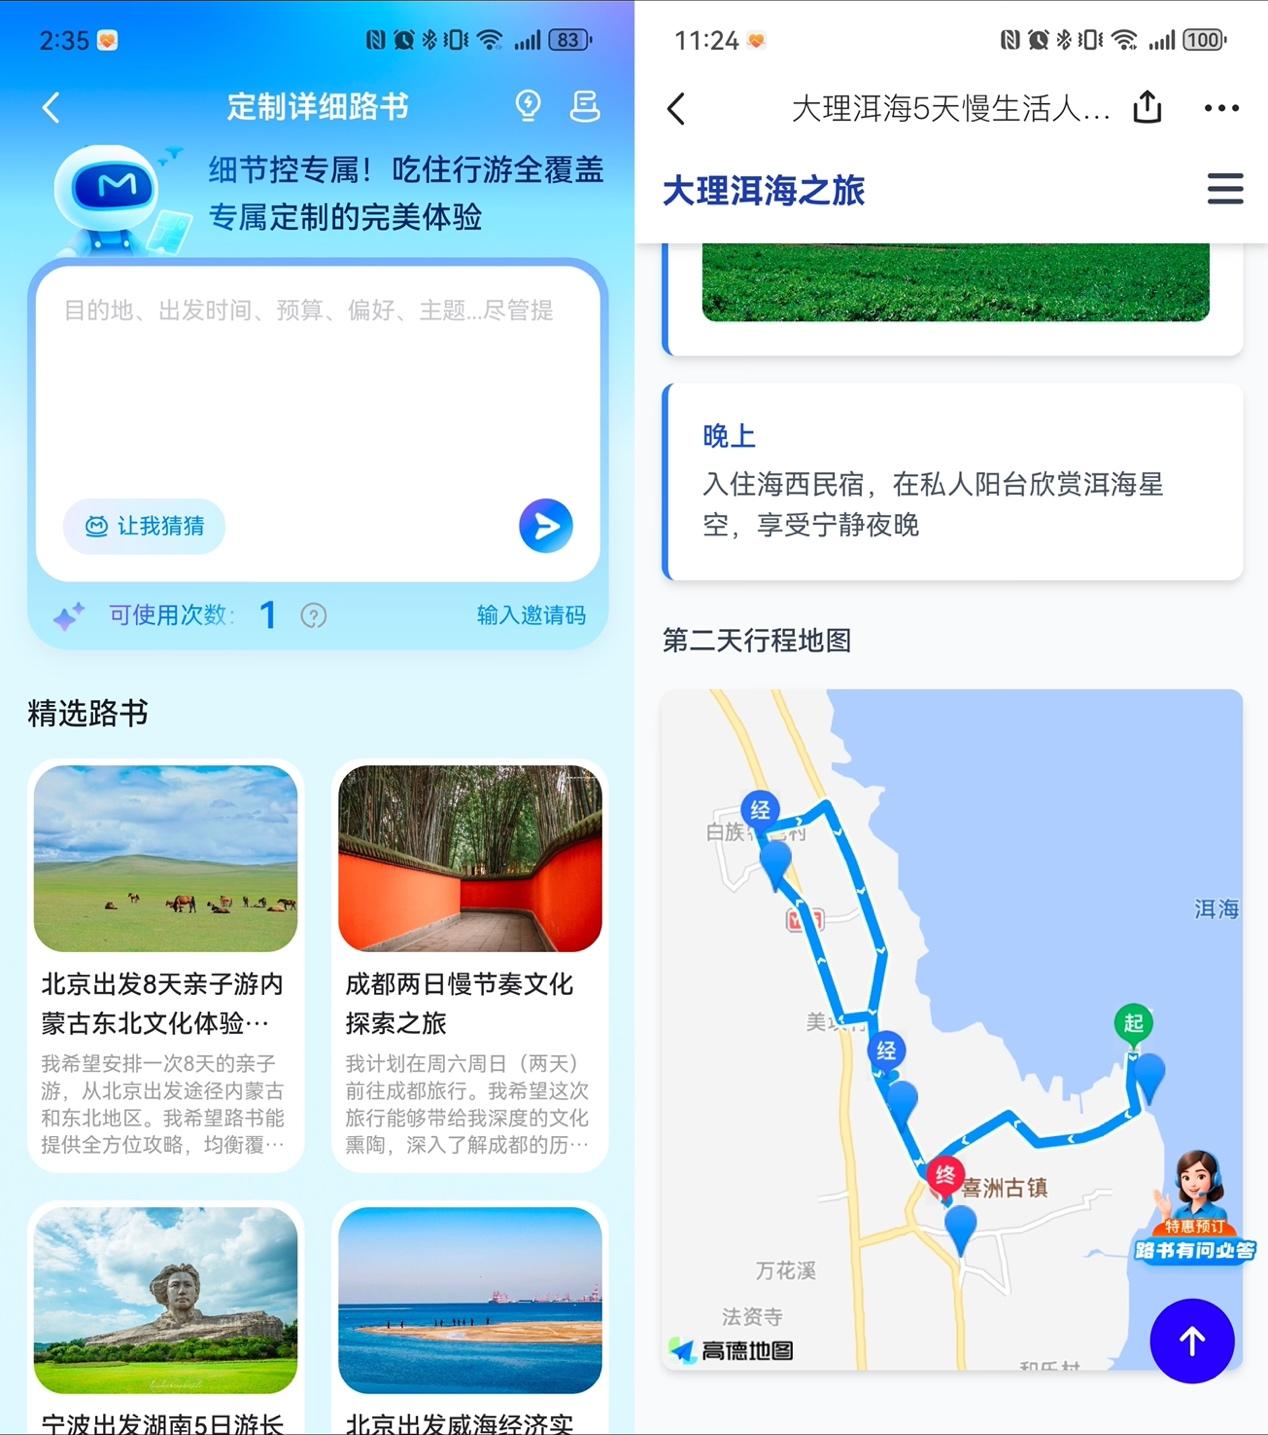 2:35
83
定制详细路书
细节控专属！吃住行游全覆盖
专属定制的完美体验
目的地、出发时间、预算、偏好、主题...尽管提
让我猜猜
可使用次数: 1
输入邀请码
精选路书
北京出发8天亲子游内
蒙古东北文化体验···
我希望安排一次8天的亲子
游，从北京出发途径内蒙古
和东北地区。我希望路书能
提供全方位攻略，均衡覆···
成都两日慢节奏文化
探索之旅
我计划在周六周日（两天）
前往成都旅行。我希望这次
旅行能够带给我深度的文化
熏陶，深入了解成都的历···
宁波出发湖南5日游长
北京出发威海经济实
11:24
100
大理洱海5天慢生活人...
大理洱海之旅
晚上
入住海西民宿，在私人阳台欣赏洱海星
空，享受宁静夜晚
第二天行程地图
经
白族
村
洱海
美
村
经
起
终
喜洲古镇
万花溪
法资寺
高德地图
特惠预订
路书有问必答